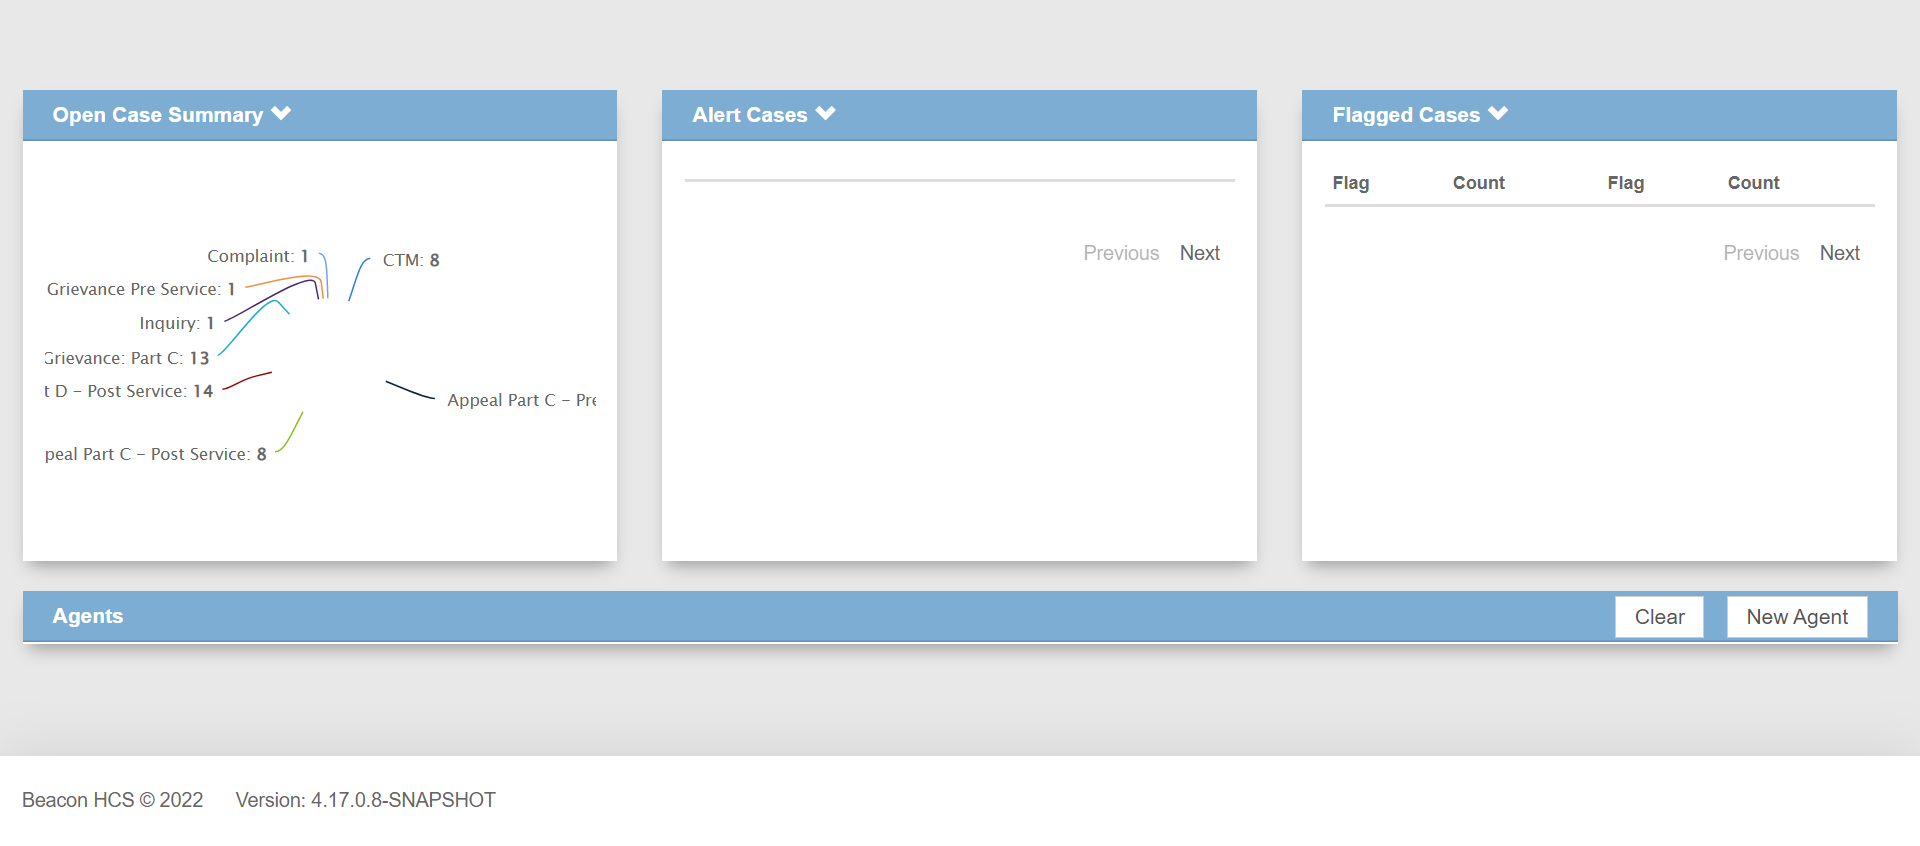 Open Case Summary
Alert Cases
Flagged Cases
Complaint: 1
CTM: 8
Grievance Pre Service: 1
Inquiry: 1
Grievance: Part C: 13
t D - Post Service: 14
Appeal Part C - Pre
peal Part C - Post Service: 8
Previous Next
Flag Count Flag Count
Previous Next
Agents
Clear
New Agent
Beacon HCS © 2022 Version: 4.17.0.8-SNAPSHOT